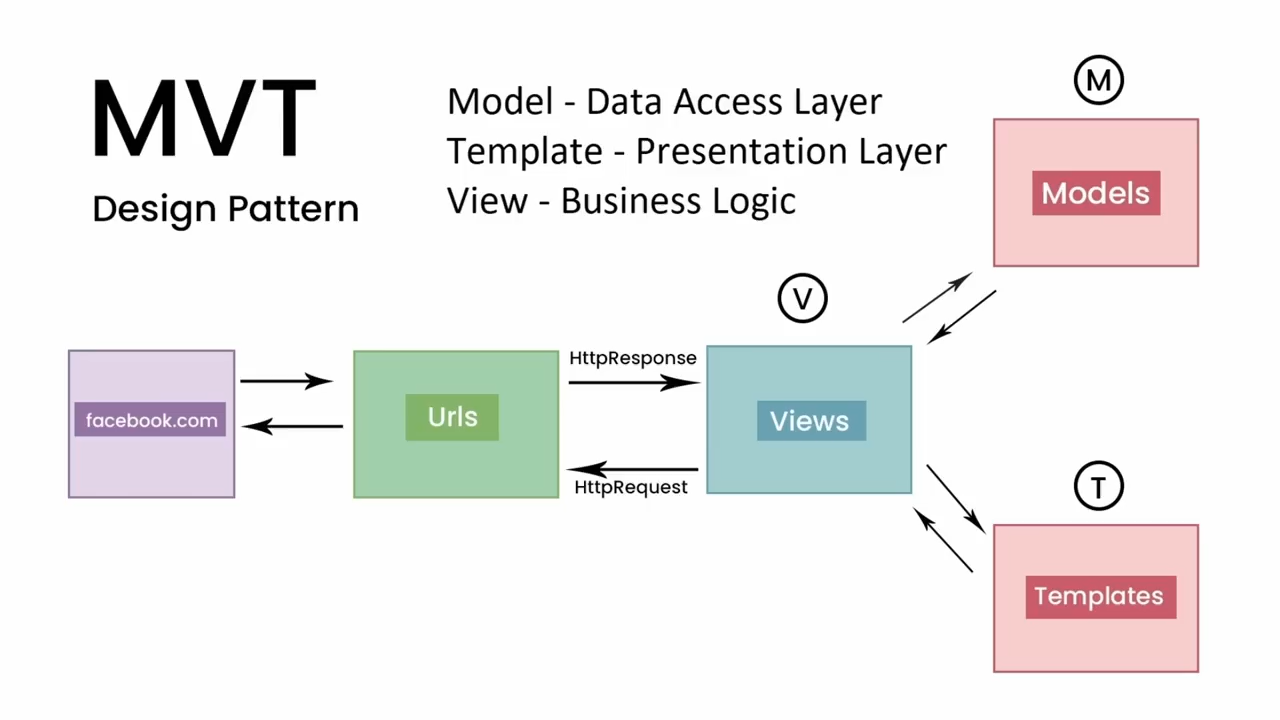 MVT
Design Pattern
Model - Data Access Layer
Template - Presentation Layer
View - Business Logic
M
Models
V
facebook.com
Urls
HttpResponse
HttpRequest
Views
T
Templates